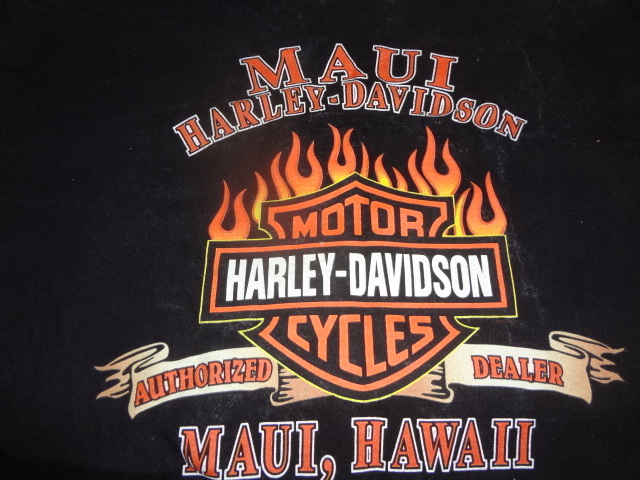 MAUI
HARLEY-DAVIDSON
MOTOR
HARLEY-DAVIDSON
CYCLES
AUTHORIZED DEALER
MAUI, HAWAII